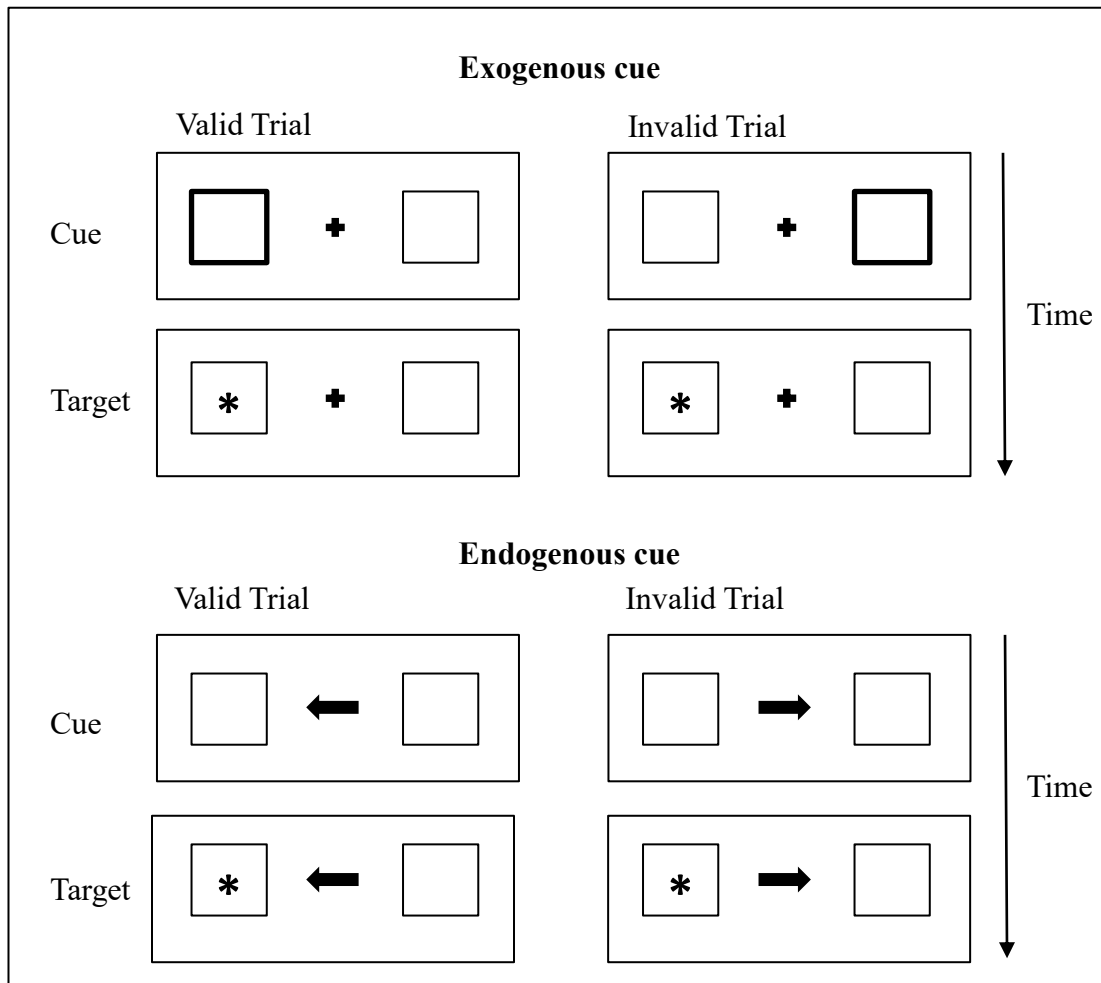 Exogenous cue
Valid Trial
Invalid Trial
Cue
Time
Target
Endogenous cue
Valid Trial
Invalid Trial
Cue
Time
Target